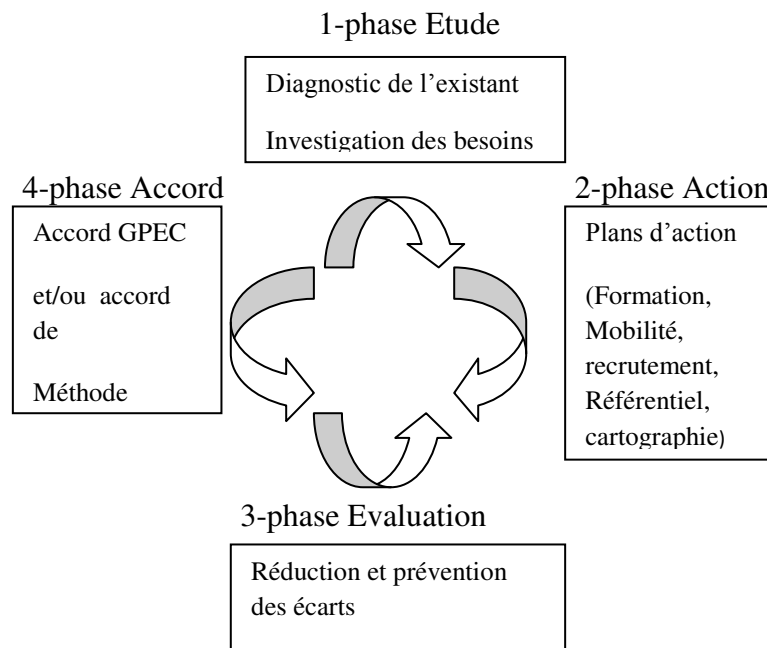 1-phase Etude
Diagnostic de l’existant
Investigation des besoins
4-phase Accord
Accord GPEC
et/ou accord
de
Méthode
2-phase Action
Plans d’action
(Formation,
Mobilité,
recrutement,
Référentiel,
cartographie)
3-phase Evaluation
Réduction et prévention
des écarts